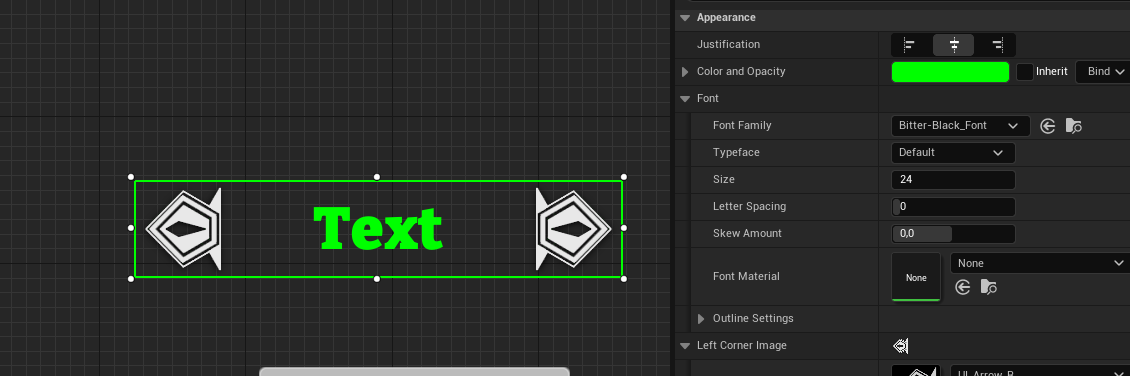 Appearance
Justification
Color and Opacity Inherit Bind
Font
Font Family Bitter-Black_Font
Typeface Default
Size 24
Letter Spacing 0
Text
Skew Amount 0,0
Font Material None None
Outline Settings
Left Corner Image
UI_Arrow_B